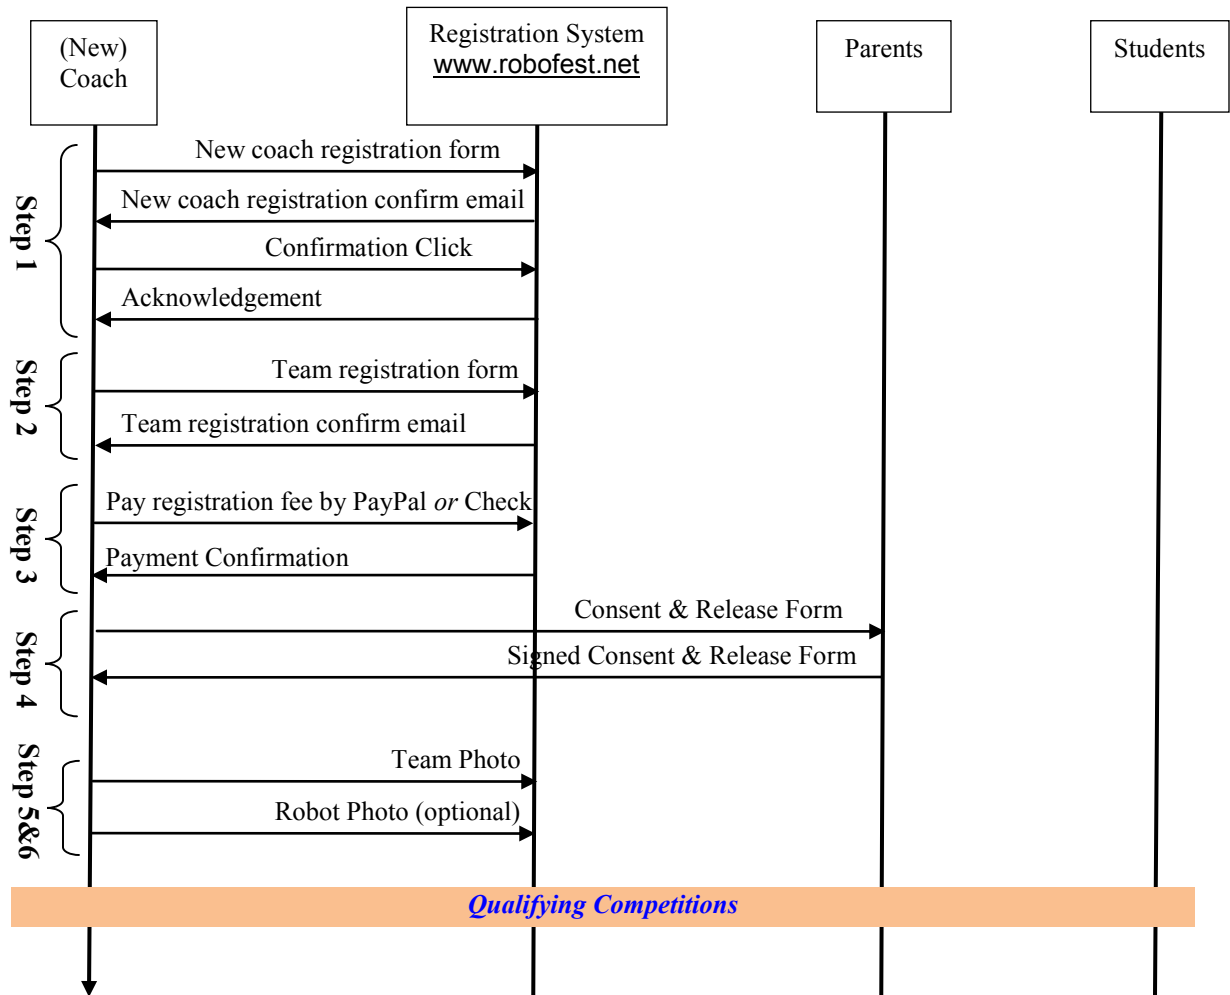 (New)
Coach
Registration System
www.robofest.net
Parents
Students
Step 1
New coach registration form
New coach registration confirm email
Confirmation Click
Acknowledgement
Step 2
Team registration form
Team registration confirm email
Step 3
Pay registration fee by PayPal or Check
Payment Confirmation
Step 4
Consent & Release Form
Signed Consent & Release Form
Step 5&6
Team Photo
Robot Photo (optional)
Qualifying Competitions